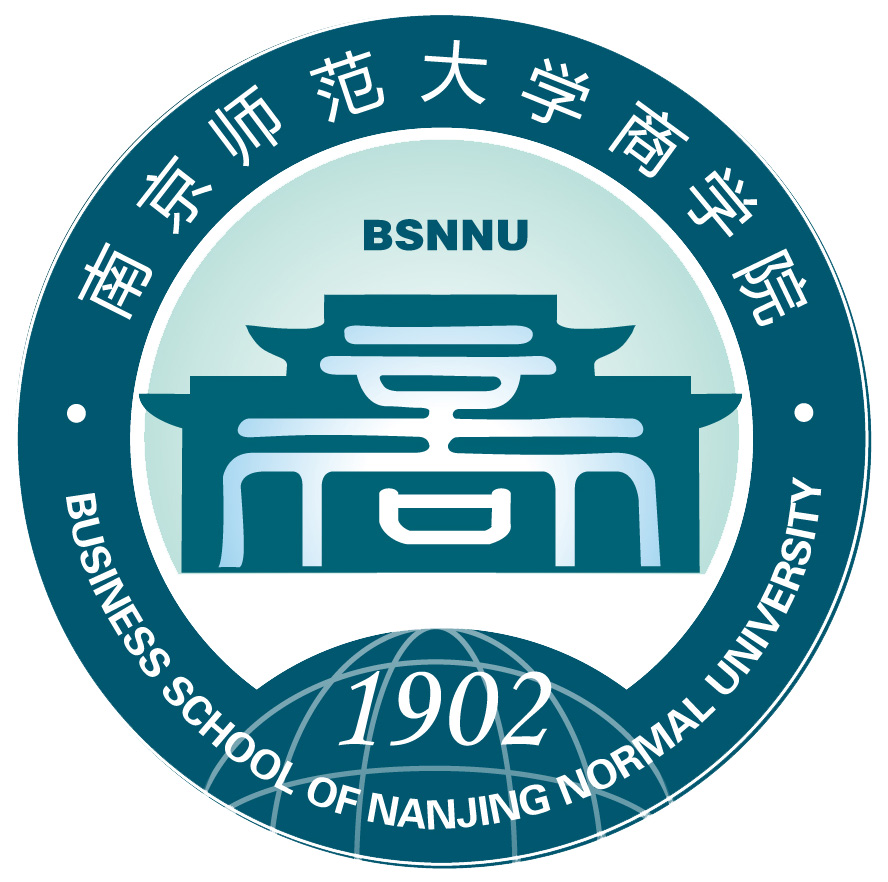 南京师范大学商学院
BSNNU
1902
BUSINESS SCHOOL OF NANJING NORMAL UNIVERSITY